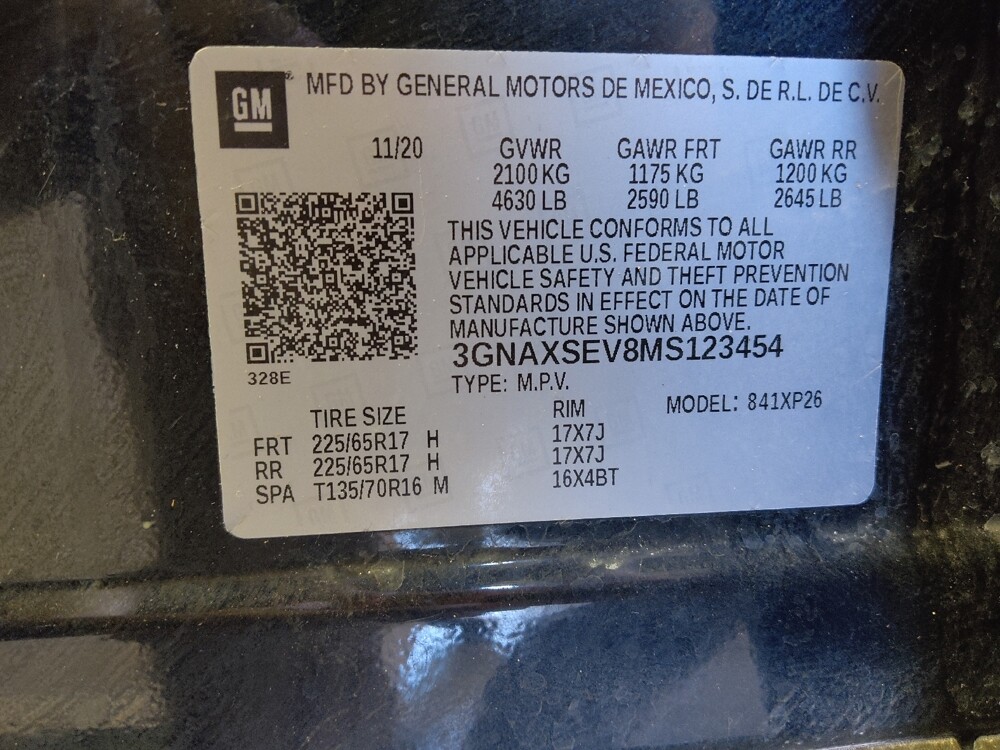 GM MFD BY GENERAL MOTORS DE MEXICO, S. DE R.L. DE C.V.
11/20 GVWR GAWR FRT GAWR RR
2100 KG 1175 KG 1200 KG
4630 LB 2590 LB 2645 LB
THIS VEHICLE CONFORMS TO ALL
APPLICABLE U.S. FEDERAL MOTOR
VEHICLE SAFETY AND THEFT PREVENTION
STANDARDS IN EFFECT ON THE DATE OF
MANUFACTURE SHOWN ABOVE.
3GNAXSEV8MS123454
328E
TYPE: M.P.V.
MODEL: 841XP26
TIRE SIZE RIM
FRT 225/65R17 H 17X7J
RR 225/65R17 H 17X7J
SPA T135/70R16 M 16X4BT